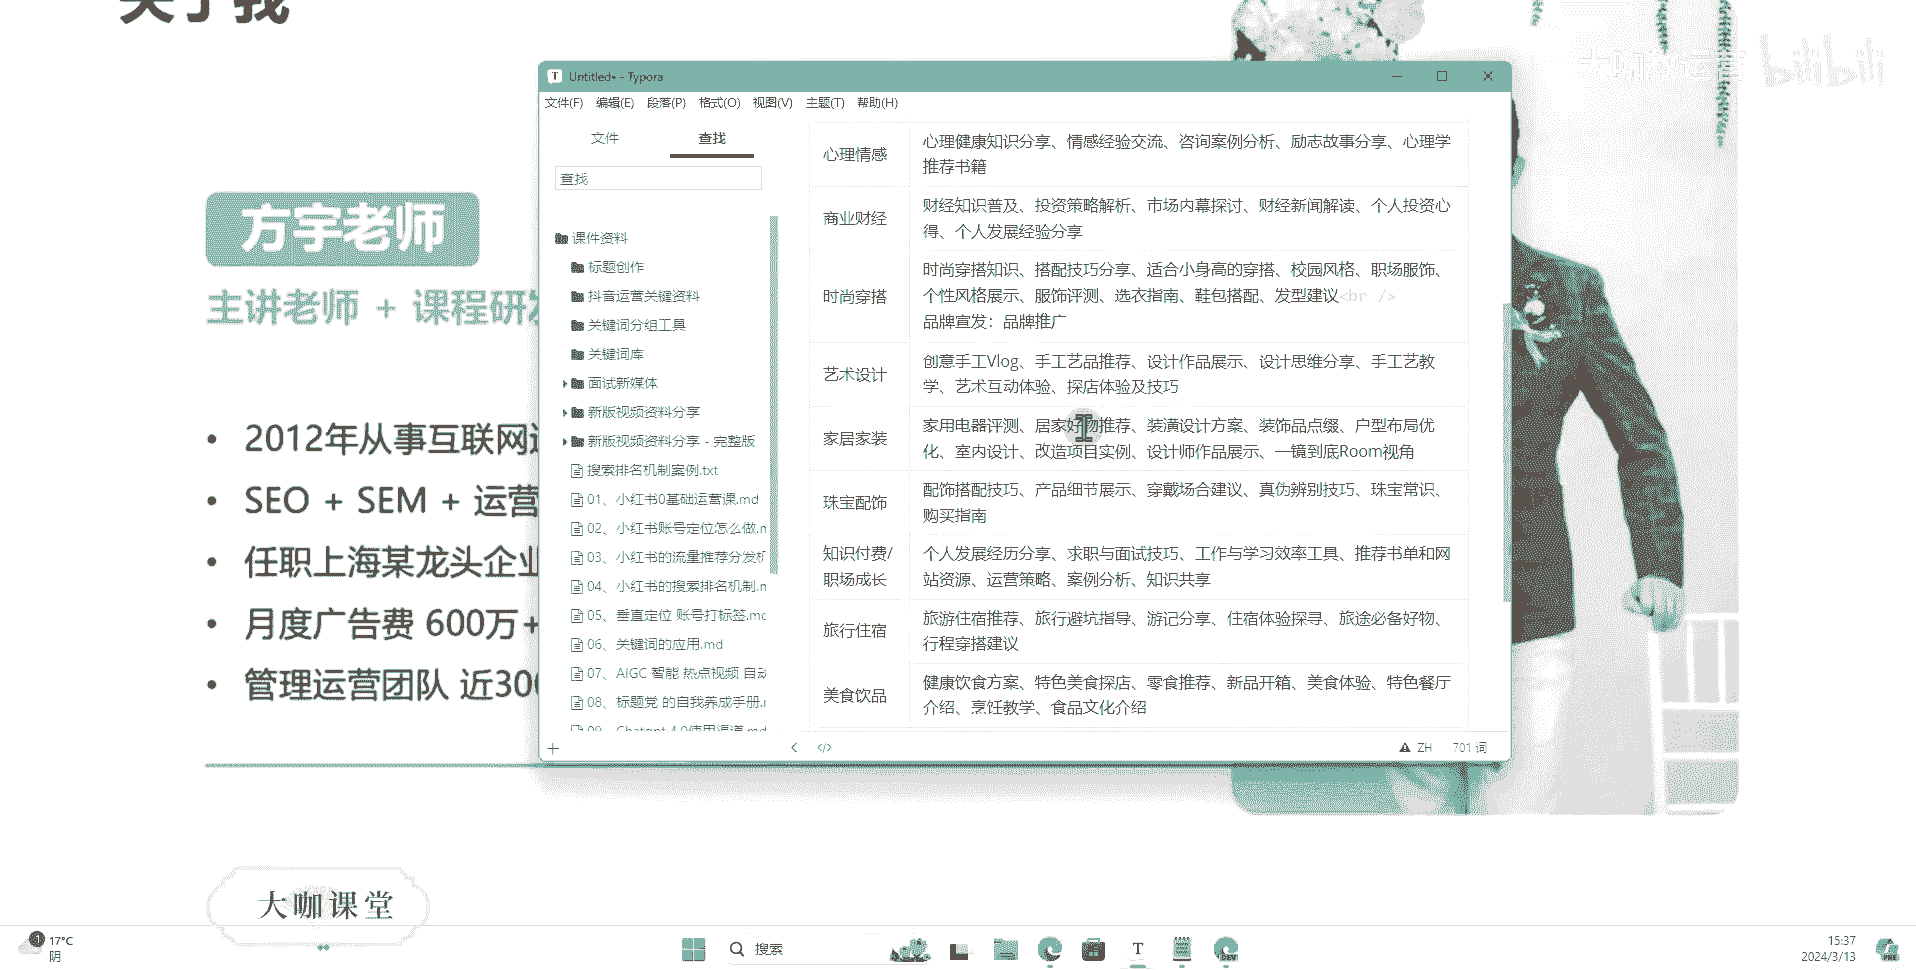 关于我
大咖 运营 bilibili
方宇老师
主讲老师 + 课程研发
• 2012年从事互联网
• SEO + SEM + 运营
• 任职上海某龙头企业
• 月度广告费 600万+
• 管理运营团队 近300
大咖课堂
Untitled• - Typora
文件(F) 编辑(E) 段落(P) 格式(O) 视图(V) 主题(T) 帮助(H)
文件 查找
查找
课件资料
标题创作
抖音运营关键资料
关键词分组工具
关键词库
面试新媒体
新版视频资料分享
新版视频资料分享 - 完整版
搜索排名机制案例.txt
01、小红书0基础运营课.md
02、小红书账号定位怎么做.m
03、小红书的流量推荐分发机
04、小红书的搜索排名机制.m
05、垂直定位 账号打标签.md
06、关键词的应用.md
07、AiGC 智能 热点视频 自动
08、标题党 的自我养成手册.m
09、Chatgpt 4.0使用渠道.md
心理情感
心理健康知识分享、情感经验交流、咨询案例分析、励志故事分享、心理学
推荐书籍
商业财经
财经知识普及、投资策略解析、市场内幕探讨、财经新闻解读、个人投资心
得、个人发展经验分享
时尚穿搭
时尚穿搭知识、搭配技巧分享、适合小身高的穿搭、校园风格、职场服饰、
个性风格展示、服饰评测、选衣指南、鞋包搭配、发型建议<br />
品牌宣发：品牌推广
艺术设计
创意手工Vlog、手工艺品推荐、设计作品展示、设计思维分享、手工艺教
学、艺术互动体验、探店体验及技巧
家居家装
家用电器评测、居家好物推荐、装潢设计方案、装饰品点缀、户型布局优
化、室内设计、改造项目实例、设计师作品展示、一镜到底Room视角
珠宝配饰
配饰搭配技巧、产品细节展示、穿戴场合建议、真伪辨别技巧、珠宝常识、
购买指南
知识付费/
职场成长
个人发展经历分享、求职与面试技巧、工作与学习效率工具、推荐书单和网
站资源、运营策略、案例分析、知识共享
旅行住宿
旅游住宿推荐、旅行避坑指导、游记分享、住宿体验探寻、旅途必备好物、
行程穿搭建议
美食饮品
健康饮食方案、特色美食探店、零食推荐、新品开箱、美食体验、特色餐厅
介绍、烹饪教学、食品文化介绍
</> ZH 701 词
1 17°C
阴
搜索
T
DEV
15:37
2024/3/13
PRE